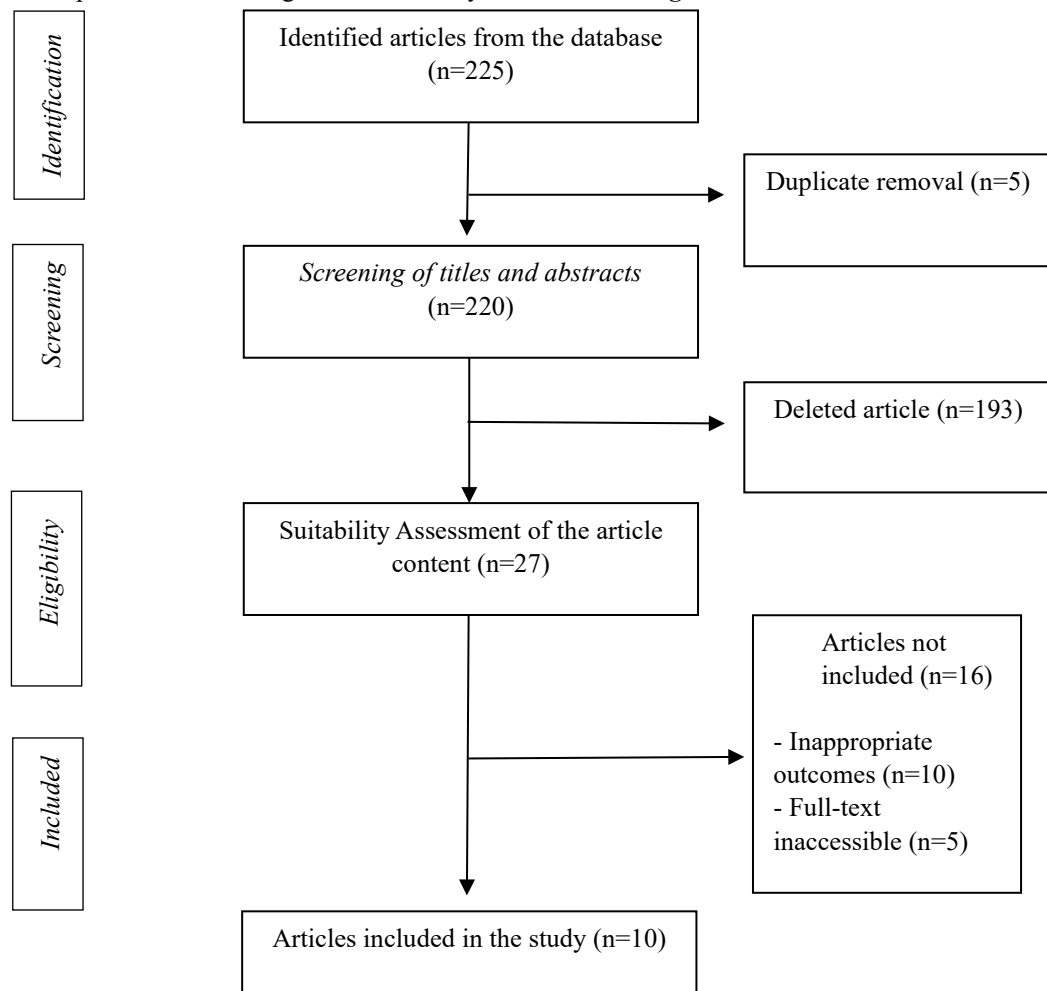 Identification
Identified articles from the database
(n=225)
Duplicate removal (n=5)
Screening
Screening of titles and abstracts
(n=220)
Deleted article (n=193)
Eligibility
Suitability Assessment of the article
content (n=27)
Articles not
included (n=16)
- Inappropriate
outcomes (n=10)
- Full-text
inaccessible (n=5)
Included
Articles included in the study (n=10)